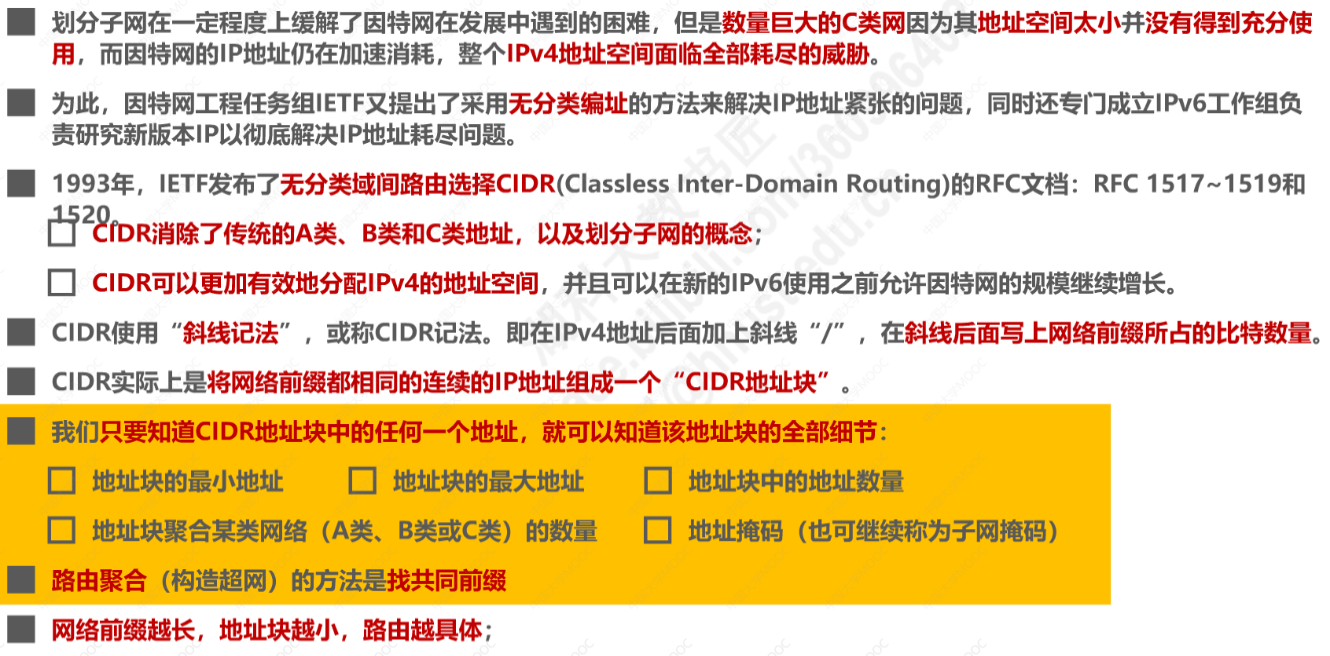 划分子网在一定程度上缓解了因特网在发展中遇到的困难，但是数量巨大的C类网因为其地址空间太小并没有得到充分使
用，而因特网的IP地址仍在加速消耗，整个IPv4地址空间面临全部耗尽的威胁。
为此，因特网工程任务组IETF又提出了采用无分类编址的方法来解决IP地址紧张的问题，同时还专门成立IPv6工作组负
责研究新版本IP以彻底解决IP地址耗尽问题。
1993年，IETF发布了无分类域间路由选择CIDR(Classless Inter-Domain Routing)的RFC文档：RFC 1517~1519和
1520。
CIDR消除了传统的A类、B类和C类地址，以及划分子网的概念；
CIDR可以更加有效地分配IPv4的地址空间，并且可以在新的IPv6使用之前允许因特网的规模继续增长。
CIDR使用“斜线记法”，或称CIDR记法。即在IPv4地址后面加上斜线“/”，在斜线后面写上网络前缀所占的比特数量。
CIDR实际上是将网络前缀都相同的连续的IP地址组成一个“CIDR地址块”。
我们只要知道CIDR地址块中的任何一个地址，就可以知道该地址块的全部细节：
地址块的最小地址 地址块的最大地址 地址块中的地址数量
地址块聚合某类网络（A类、B类或C类）的数量 地址掩码（也可继续称为子网掩码）
路由聚合（构造超网）的方法是找共同前缀
网络前缀越长，地址块越小，路由越具体；